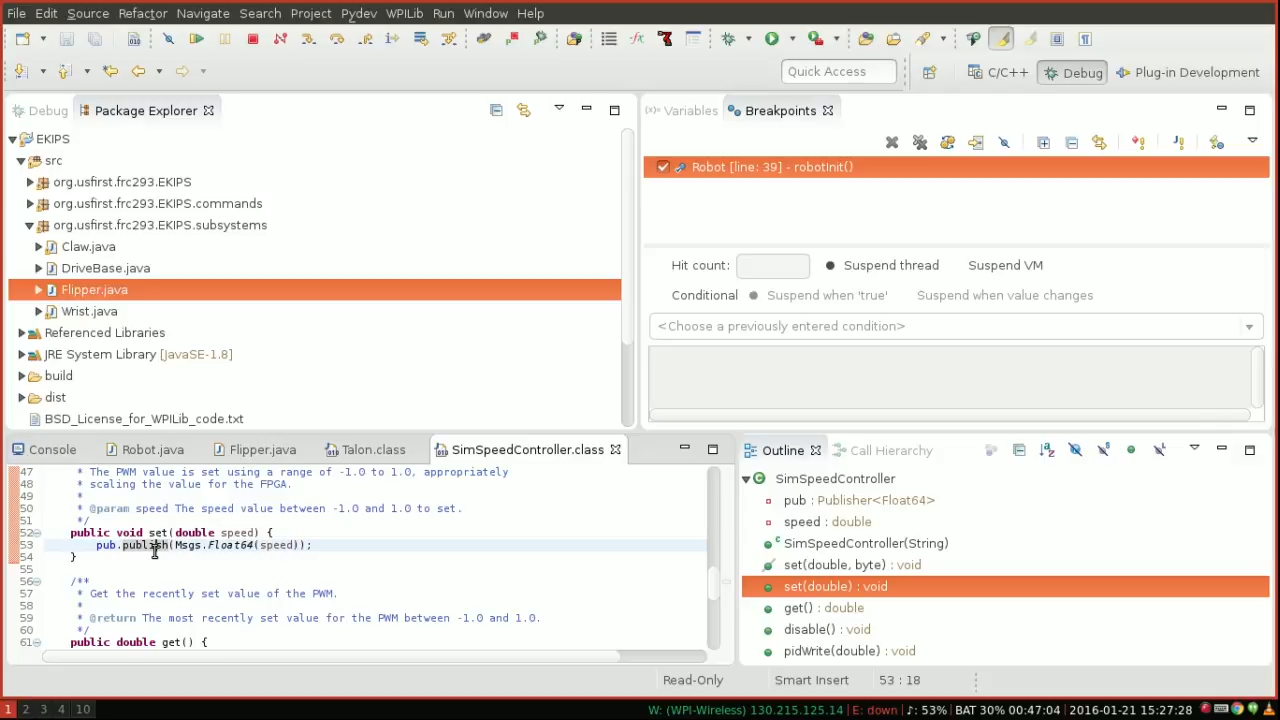 File Edit Source Refactor Navigate Search Project Pydev WPILib Run Window Help
Quick Access
C/C++
Debug
Plug-in Development
Debug
Package Explorer
EKIPS
src
org.usfirst.frc293.EKIPS
org.usfirst.frc293.EKIPS.commands
org.usfirst.frc293.EKIPS.subsystems
Claw.java
DriveBase.java
Flipper.java
Wrist.java
Referenced Libraries
JRE System Library [JavaSE-1.8]
build
dist
BSD_License_for_WPILib_code.txt
Variables
Breakpoints
Robot [line: 39] - robotInit()
Hit count:
Suspend thread
Suspend VM
Conditional
Suspend when 'true'
Suspend when value changes
<Choose a previously entered condition>
Console
Robot.java
Flipper.java
Talon.class
SimSpeedController.class
47 * The PWM value is set using a range of -1.0 to 1.0, appropriately
48 * scaling the value for the FPGA.
49 *
50 * @param speed The speed value between -1.0 and 1.0 to set.
51 */
52 public void set(double speed) {
53 pub.publish(Msgs.Float64(speed));
54 }
55
56 /**
57 * Get the recently set value of the PWM.
58 *
59 * @return The most recently set value for the PWM between -1.0 and 1.0.
60 */
61 public double get() {
Outline
Call Hierarchy
SimSpeedController
pub : Publisher<Float64>
speed : double
SimSpeedController(String)
set(double, byte) : void
set(double) : void
get() : double
disable() : void
pidWrite(double) : void
Read-Only
Smart Insert
53 : 18
1 2 3 4 10
W: (WPI-Wireless) 130.215.125.14 | E: down | ♪: 53% | BAT 30% 00:47:04 | 2016-01-21 15:27:28